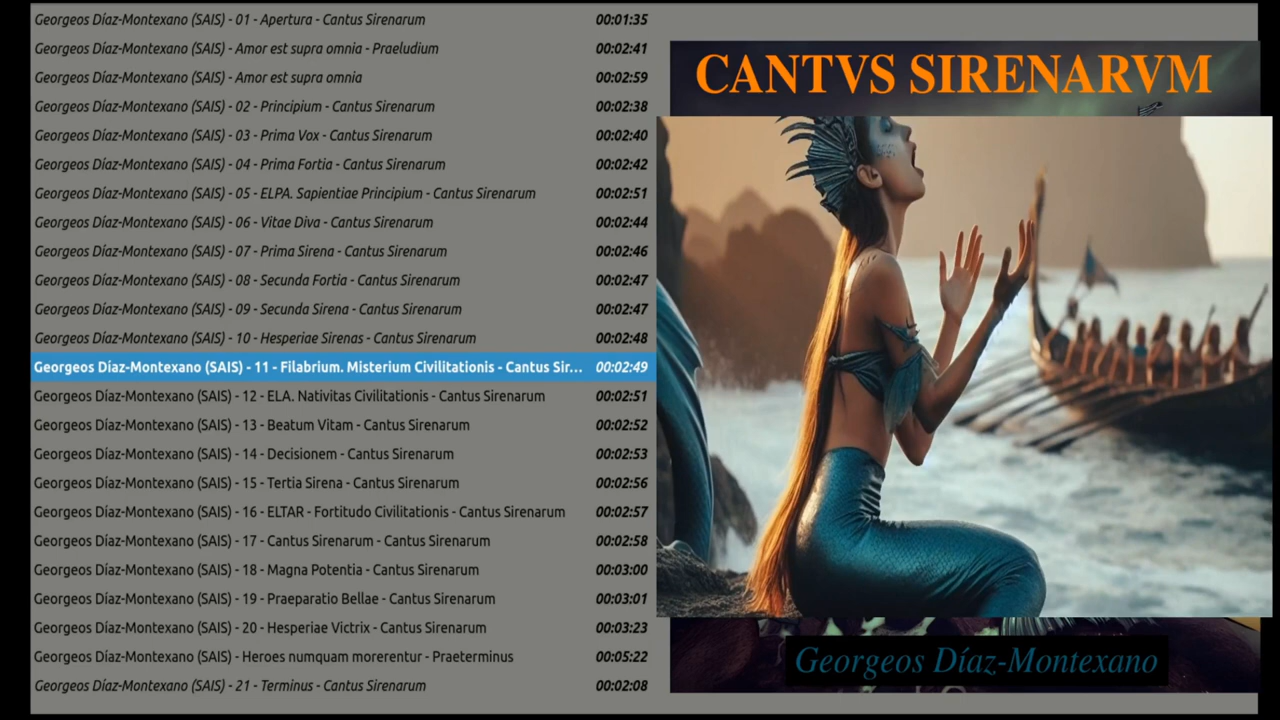 Georgeos Díaz-Montexano (SAIS) - 01 - Apertura - Cantus Sirenarum 00:01:35
Georgeos Díaz-Montexano (SAIS) - Amor est supra omnia - Praeludium 00:02:41
Georgeos Díaz-Montexano (SAIS) - Amor est supra omnia 00:02:59
Georgeos Díaz-Montexano (SAIS) - 02 - Principium - Cantus Sirenarum 00:02:38
Georgeos Díaz-Montexano (SAIS) - 03 - Prima Vox - Cantus Sirenarum 00:02:40
Georgeos Díaz-Montexano (SAIS) - 04 - Prima Fortia - Cantus Sirenarum 00:02:42
Georgeos Díaz-Montexano (SAIS) - 05 - ELPA. Sapientiae Principium - Cantus Sirenarum 00:02:51
Georgeos Díaz-Montexano (SAIS) - 06 - Vitae Diva - Cantus Sirenarum 00:02:44
Georgeos Díaz-Montexano (SAIS) - 07 - Prima Sirena - Cantus Sirenarum 00:02:46
Georgeos Díaz-Montexano (SAIS) - 08 - Secunda Fortia - Cantus Sirenarum 00:02:47
Georgeos Díaz-Montexano (SAIS) - 09 - Secunda Sirena - Cantus Sirenarum 00:02:47
Georgeos Díaz-Montexano (SAIS) - 10 - Hesperiae Sirenas - Cantus Sirenarum 00:02:48
Georgeos Díaz-Montexano (SAIS) - 11 - Filabrium. Misterium Civilitationis - Cantus Sir... 00:02:49
Georgeos Díaz-Montexano (SAIS) - 12 - ELA. Nativitas Civilitationis - Cantus Sirenarum 00:02:51
Georgeos Díaz-Montexano (SAIS) - 13 - Beatum Vitam - Cantus Sirenarum 00:02:52
Georgeos Díaz-Montexano (SAIS) - 14 - Decisionem - Cantus Sirenarum 00:02:53
Georgeos Díaz-Montexano (SAIS) - 15 - Tertia Sirena - Cantus Sirenarum 00:02:56
Georgeos Díaz-Montexano (SAIS) - 16 - ELTAR - Fortitudo Civilitationis - Cantus Sirenarum 00:02:57
Georgeos Díaz-Montexano (SAIS) - 17 - Cantus Sirenarum - Cantus Sirenarum 00:02:58
Georgeos Díaz-Montexano (SAIS) - 18 - Magna Potentia - Cantus Sirenarum 00:03:00
Georgeos Díaz-Montexano (SAIS) - 19 - Praeparatio Bellae - Cantus Sirenarum 00:03:01
Georgeos Díaz-Montexano (SAIS) - 20 - Hesperiae Victrix - Cantus Sirenarum 00:03:23
Georgeos Díaz-Montexano (SAIS) - Heroes numquam morerentur - Praeterminus 00:05:22
Georgeos Díaz-Montexano (SAIS) - 21 - Terminus - Cantus Sirenarum 00:02:08
CANTVS SIRENARVM
Georgeos Díaz-Montexano